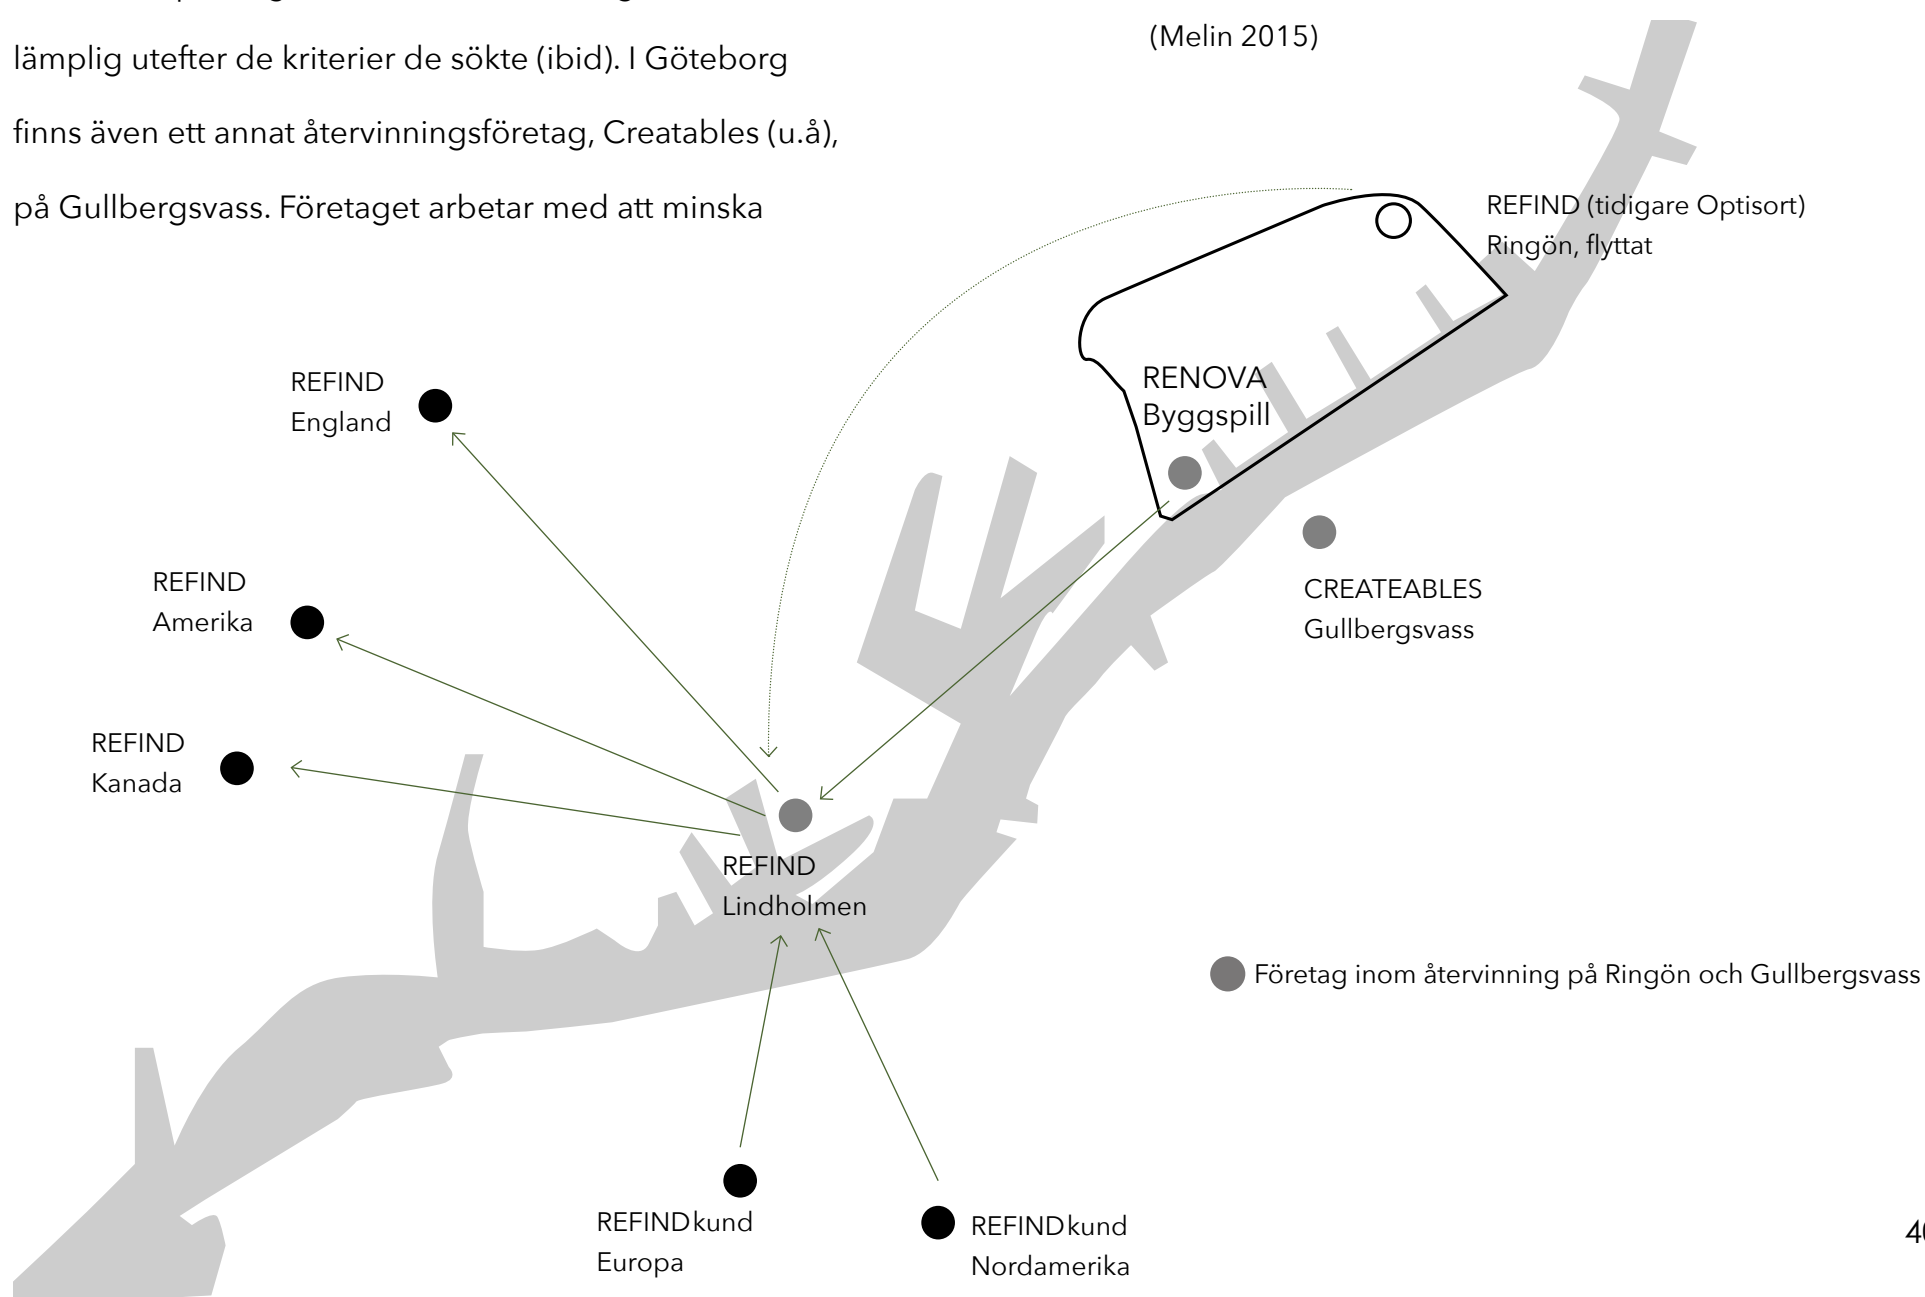 lämplig utefter de kriterier de sökte (ibid). I Göteborg
finns även ett annat återvinningsföretag, Creatables (u.å),
på Gullbergsvass. Företaget arbetar med att minska
(Melin 2015)
REFIND (tidigare Optisort)
Ringön, flyttat
RENOVA
Byggspill
REFIND
England
CREATEABLES
Gullbergsvass
REFIND
Amerika
REFIND
Kanada
REFIND
Lindholmen
Företag inom återvinning på Ringön och Gullbergsvass
REFIND kund
Europa
REFIND kund
Nordamerika